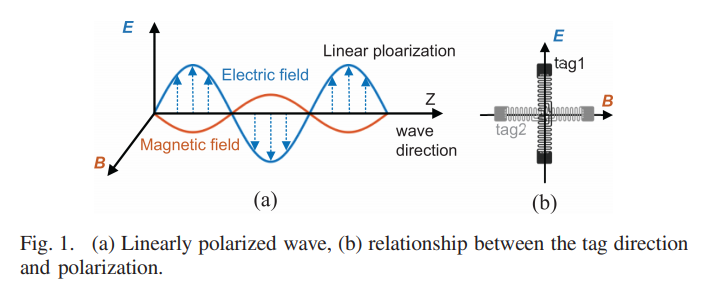 E
Linear ploarization
Electric field
Z
wave
direction
Magnetic field
B
(a)
E
tag1
B
tag2
(b)
Fig. 1. (a) Linearly polarized wave, (b) relationship between the tag direction
and polarization.